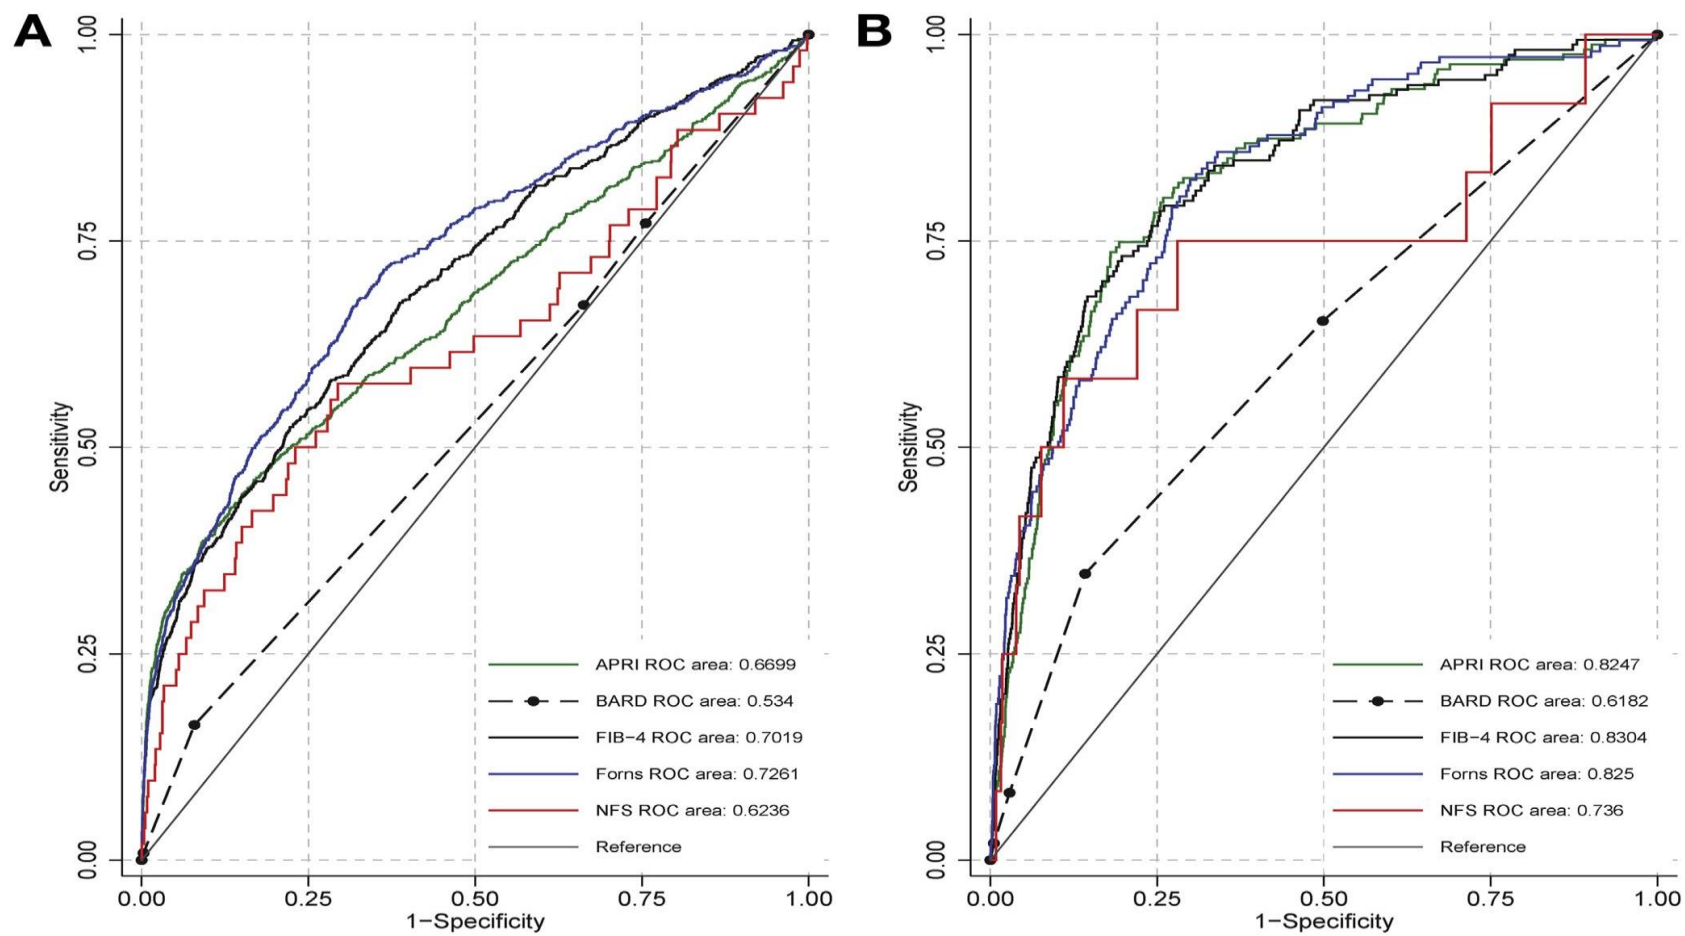 A
B
Sensitivity
1.00
0.75
0.50
0.25
0.00
APRI ROC area: 0.6699
BARD ROC area: 0.534
FIB−4 ROC area: 0.7019
Forns ROC area: 0.7261
NFS ROC area: 0.6236
Reference
0.00 0.25 0.50 0.75 1.00
1−Specificity
Sensitivity
1.00
0.75
0.50
0.25
0.00
APRI ROC area: 0.8247
BARD ROC area: 0.6182
FIB−4 ROC area: 0.8304
Forns ROC area: 0.825
NFS ROC area: 0.736
Reference
0.00 0.25 0.50 0.75 1.00
1−Specificity